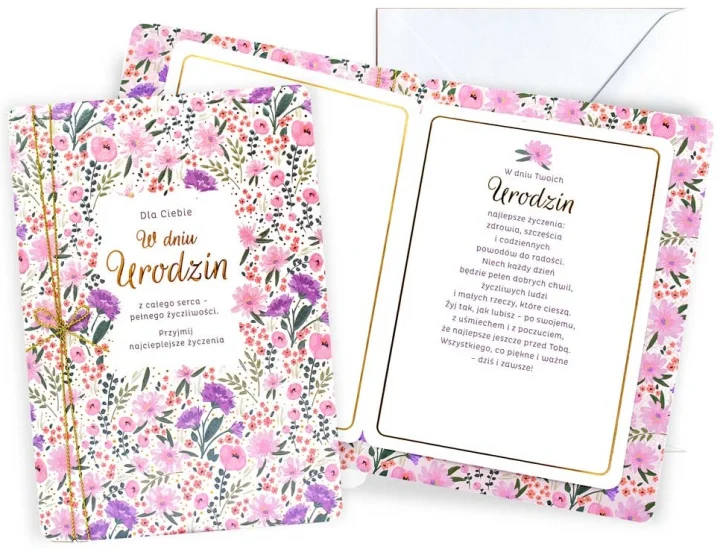 Dla Ciebie
W dniu
Urodzin
z całego serca -
pełnego życzliwości.
Przyjmij
najcieplejsze życzenia
W dniu Twoich
Urodzin
najlepsze życzenia:
zdrowia, szczęścia
i codziennych
powodów do radości.
Niech każdy dzień
będzie pełen dobrych chwil,
życzliwych ludzi
i małych rzeczy, które cieszą.
Żyj tak, jak lubisz - po swojemu,
z uśmiechem i z poczuciem,
że najlepsze jeszcze przed Tobą.
Wszystkiego, co piękne i ważne
- dziś i zawsze!